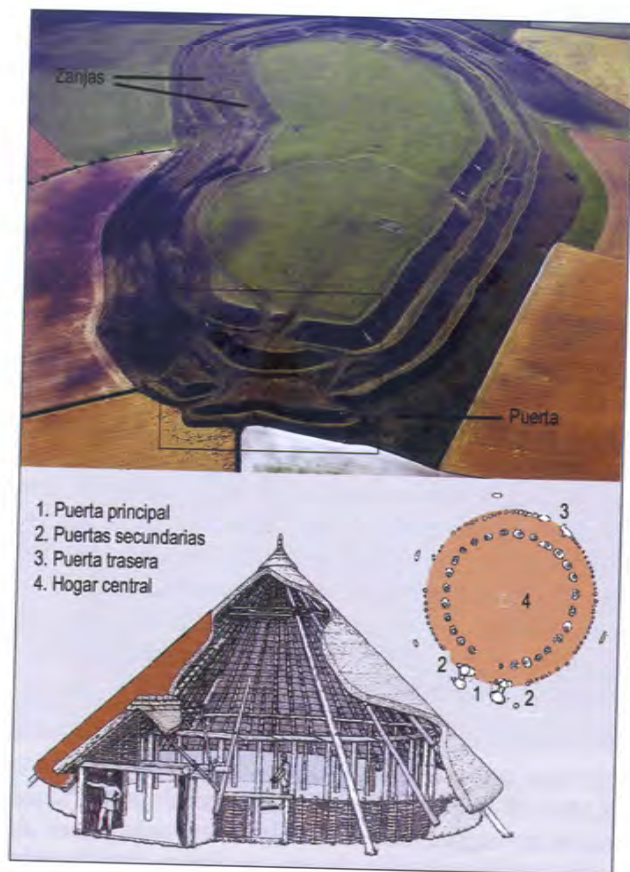 Zanjas
Puerta
1. Puerta principal
2. Puertas secundarias
3. Puerta trasera
4. Hogar central
3
4
2
1
2